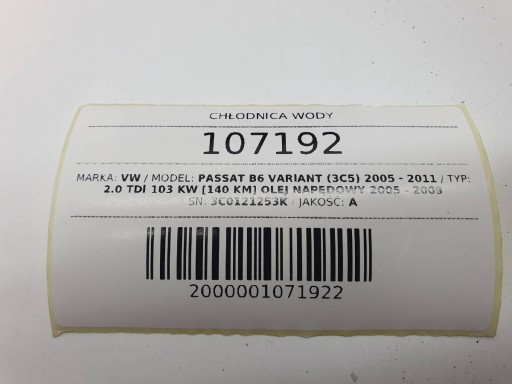 CHŁODNICA WODY
107192
MARKA: VW / MODEL: PASSAT B6 VARIANT (3C5) 2005 - 2011 / TYP:
2.0 TDI 103 KW [140 KM] OLEJ NAPĘDOWY 2005 - 2009
SN: 3C0121253K / JAKOŚĆ: A
2000001071922